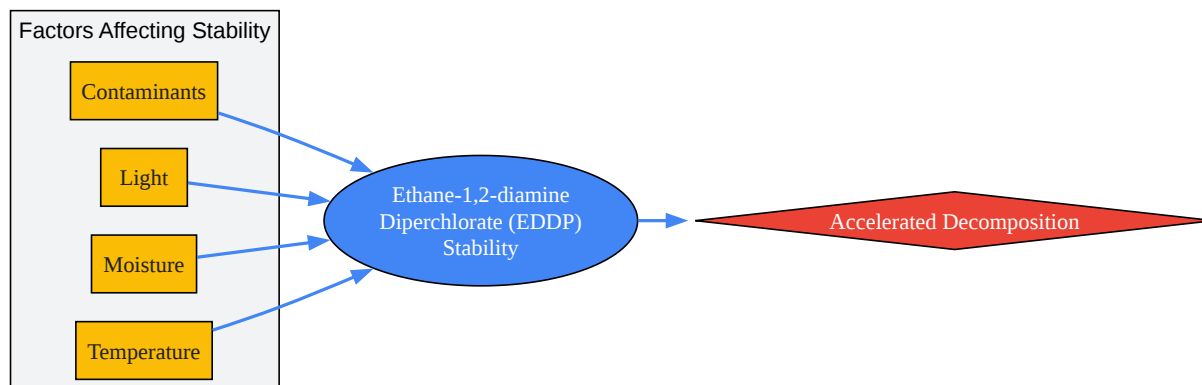 Factors Affecting Stability
Contaminants
Light
Moisture
Temperature
Ethane-1,2-diamine
Diperchlorate (EDDP)
Stability
Accelerated Decomposition